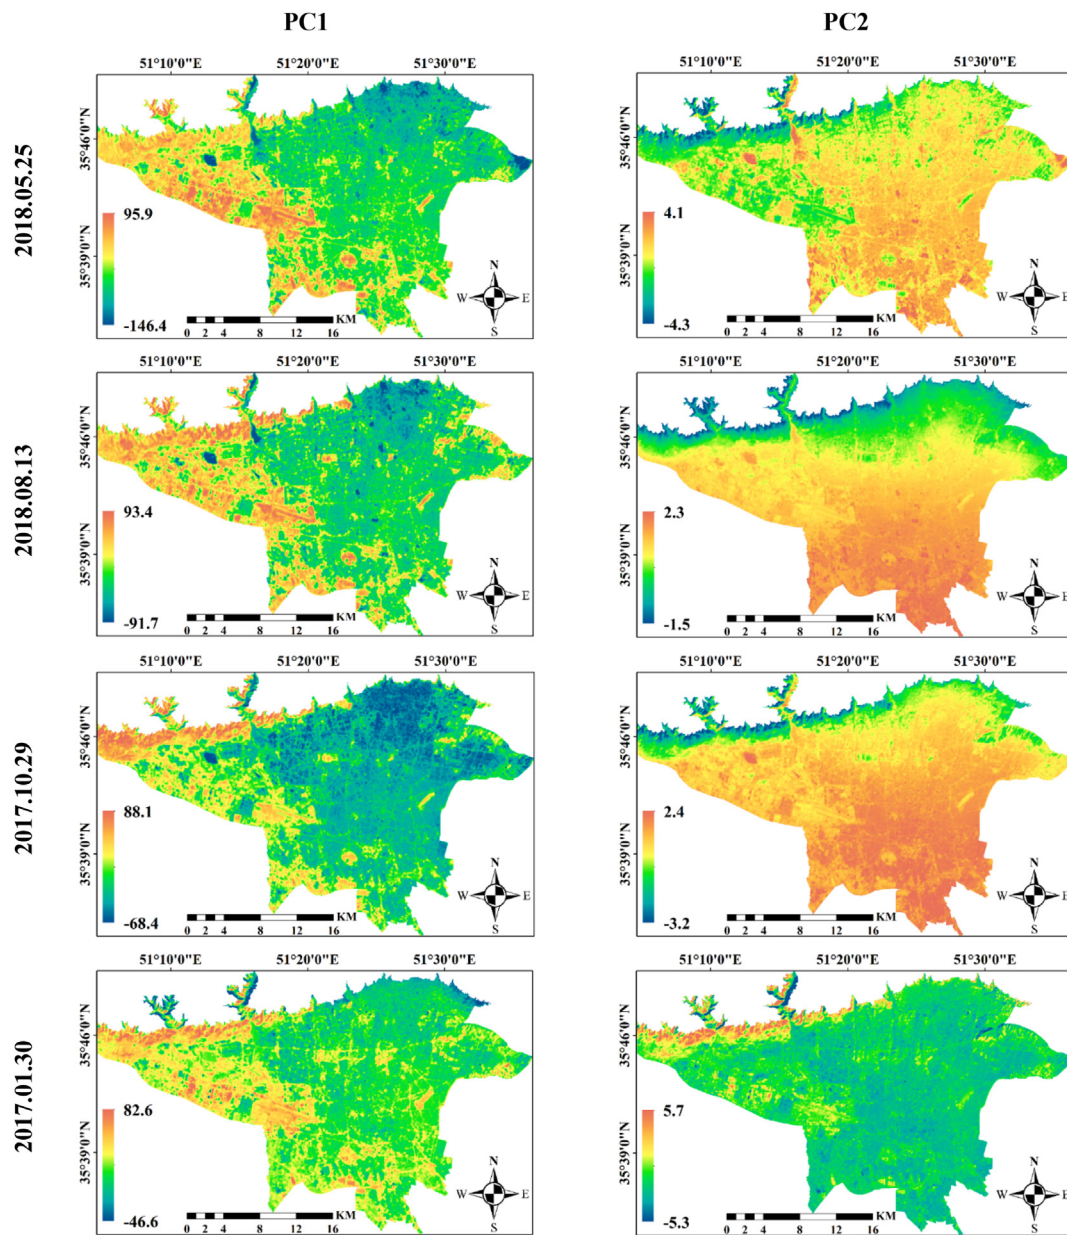 PC1 PC2
51°10'0"E 51°20'0"E 51°30'0"E 51°10'0"E 51°20'0"E 51°30'0"E
2018.05.25
35°46'0"N
35°39'0"N
95.9
-146.4
N
W E
S
KM
0 2 4 8 12 16
35°46'0"N
35°39'0"N
4.1
-4.3
N
W E
S
KM
0 2 4 8 12 16
51°10'0"E 51°20'0"E 51°30'0"E 51°10'0"E 51°20'0"E 51°30'0"E
2018.08.13
35°46'0"N
35°39'0"N
93.4
-91.7
N
W E
S
KM
0 2 4 8 12 16
35°46'0"N
35°39'0"N
2.3
-1.5
N
W E
S
KM
0 2 4 8 12 16
51°10'0"E 51°20'0"E 51°30'0"E 51°10'0"E 51°20'0"E 51°30'0"E
2017.10.29
35°46'0"N
35°39'0"N
88.1
-68.4
N
W E
S
KM
0 2 4 8 12 16
35°46'0"N
35°39'0"N
2.4
-3.2
N
W E
S
KM
0 2 4 8 12 16
51°10'0"E 51°20'0"E 51°30'0"E 51°10'0"E 51°20'0"E 51°30'0"E
2017.01.30
35°46'0"N
35°39'0"N
82.6
-46.6
N
W E
S
KM
0 2 4 8 12 16
35°46'0"N
35°39'0"N
5.7
-5.3
N
W E
S
KM
0 2 4 8 12 16